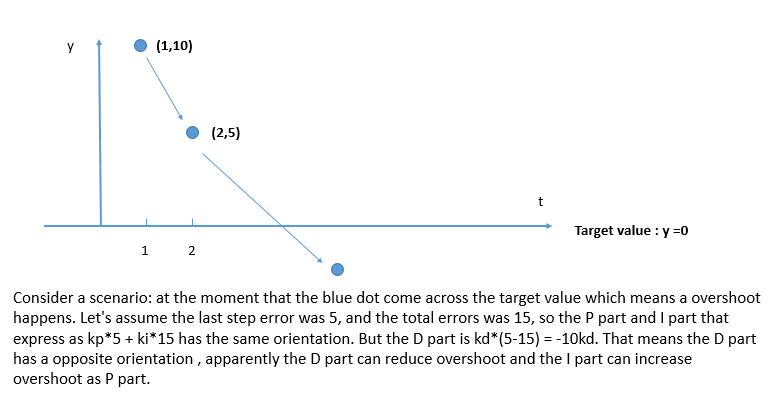 y
(1,10)
(2,5)
t
Target value : y =0
1
2
Consider a scenario: at the moment that the blue dot come across the target value which means a overshoot
happens. Let's assume the last step error was 5, and the total errors was 15, so the P part and I part that
express as kp*5 + ki*15 has the same orientation. But the D part is kd*(5-15) = -10kd. That means the D part
has a opposite orientation , apparently the D part can reduce overshoot and the I part can increase
overshoot as P part.